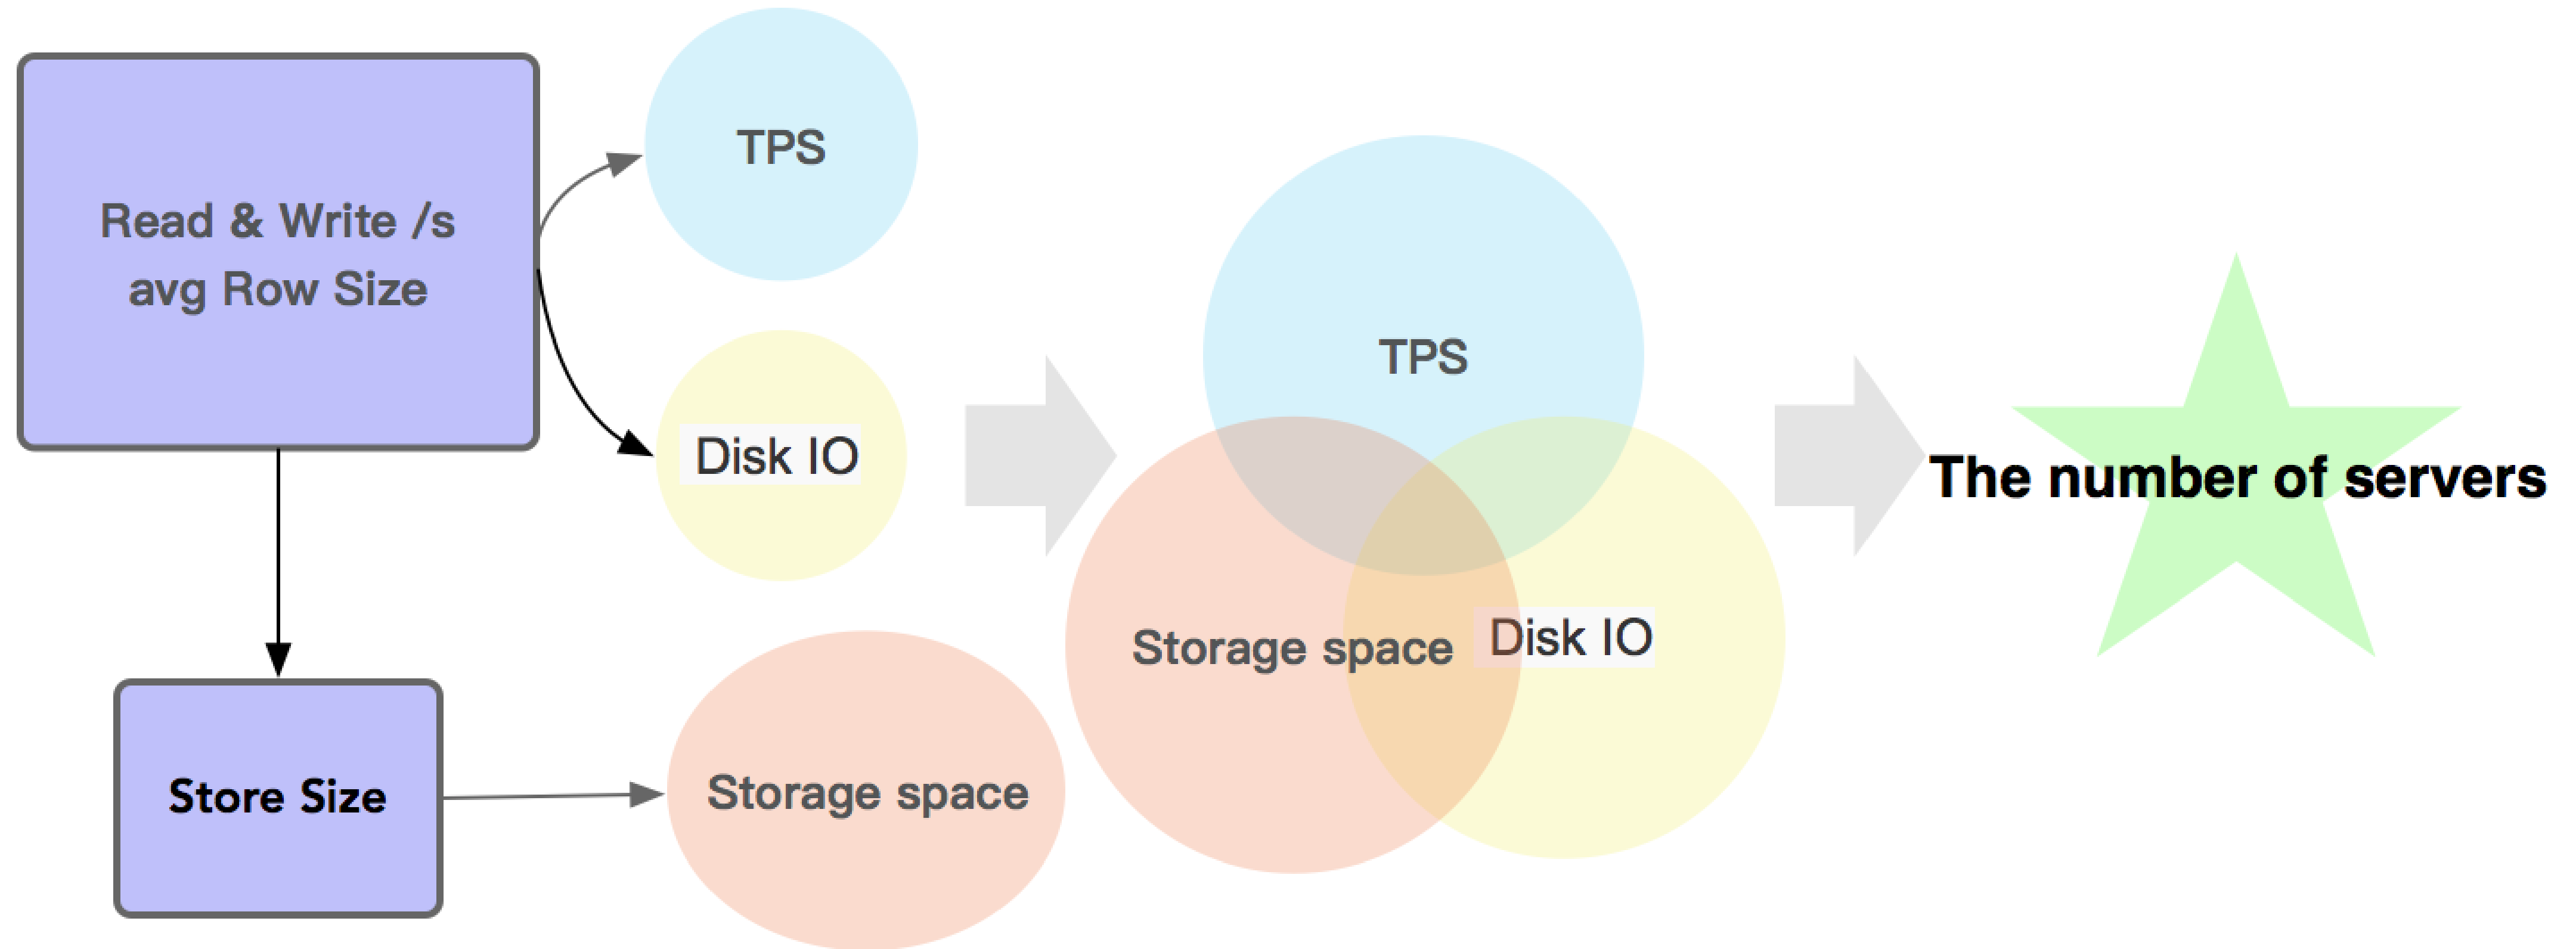 Read & Write /s
avg Row Size
TPS
Disk IO
Store Size
Storage space
TPS
Storage space
Disk IO
The number of servers